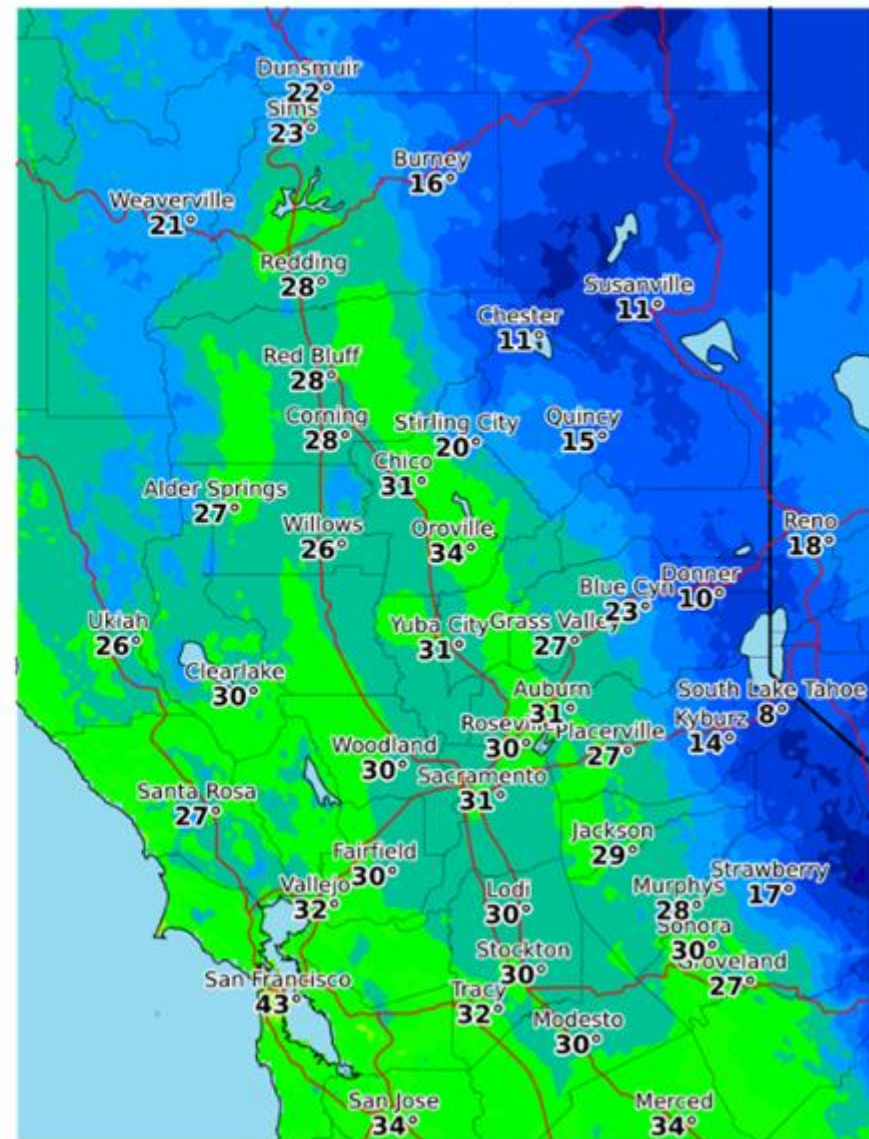 Dunsmuir
22°
Sims
23°
Burney
16°
Weaverville
21°
Redding
28°
Susanville
11°
Chester
11°
Red Bluff
28°
Corning
28°
Stirling City
20°
Quincy
15°
Chico
31°
Alder Springs
27°
Willows
26°
Oroville
34°
Reno
18°
Donner
10°
Blue Cyn
23°
Ukiah
26°
Yuba City
31°
Grass Valley
27°
Clearlake
30°
Auburn
31°
South Lake Tahoe
8°
Kyburz
14°
Roseville
30°
Placerville
27°
Woodland
30°
Sacramento
31°
Santa Rosa
27°
Jackson
29°
Fairfield
30°
Strawberry
17°
Vallejo
32°
Lodi
30°
Murphys
28°
Sonora
30°
Stockton
30°
Groveland
27°
San Francisco
43°
Tracy
32°
Modesto
30°
San Jose
34°
Merced
34°